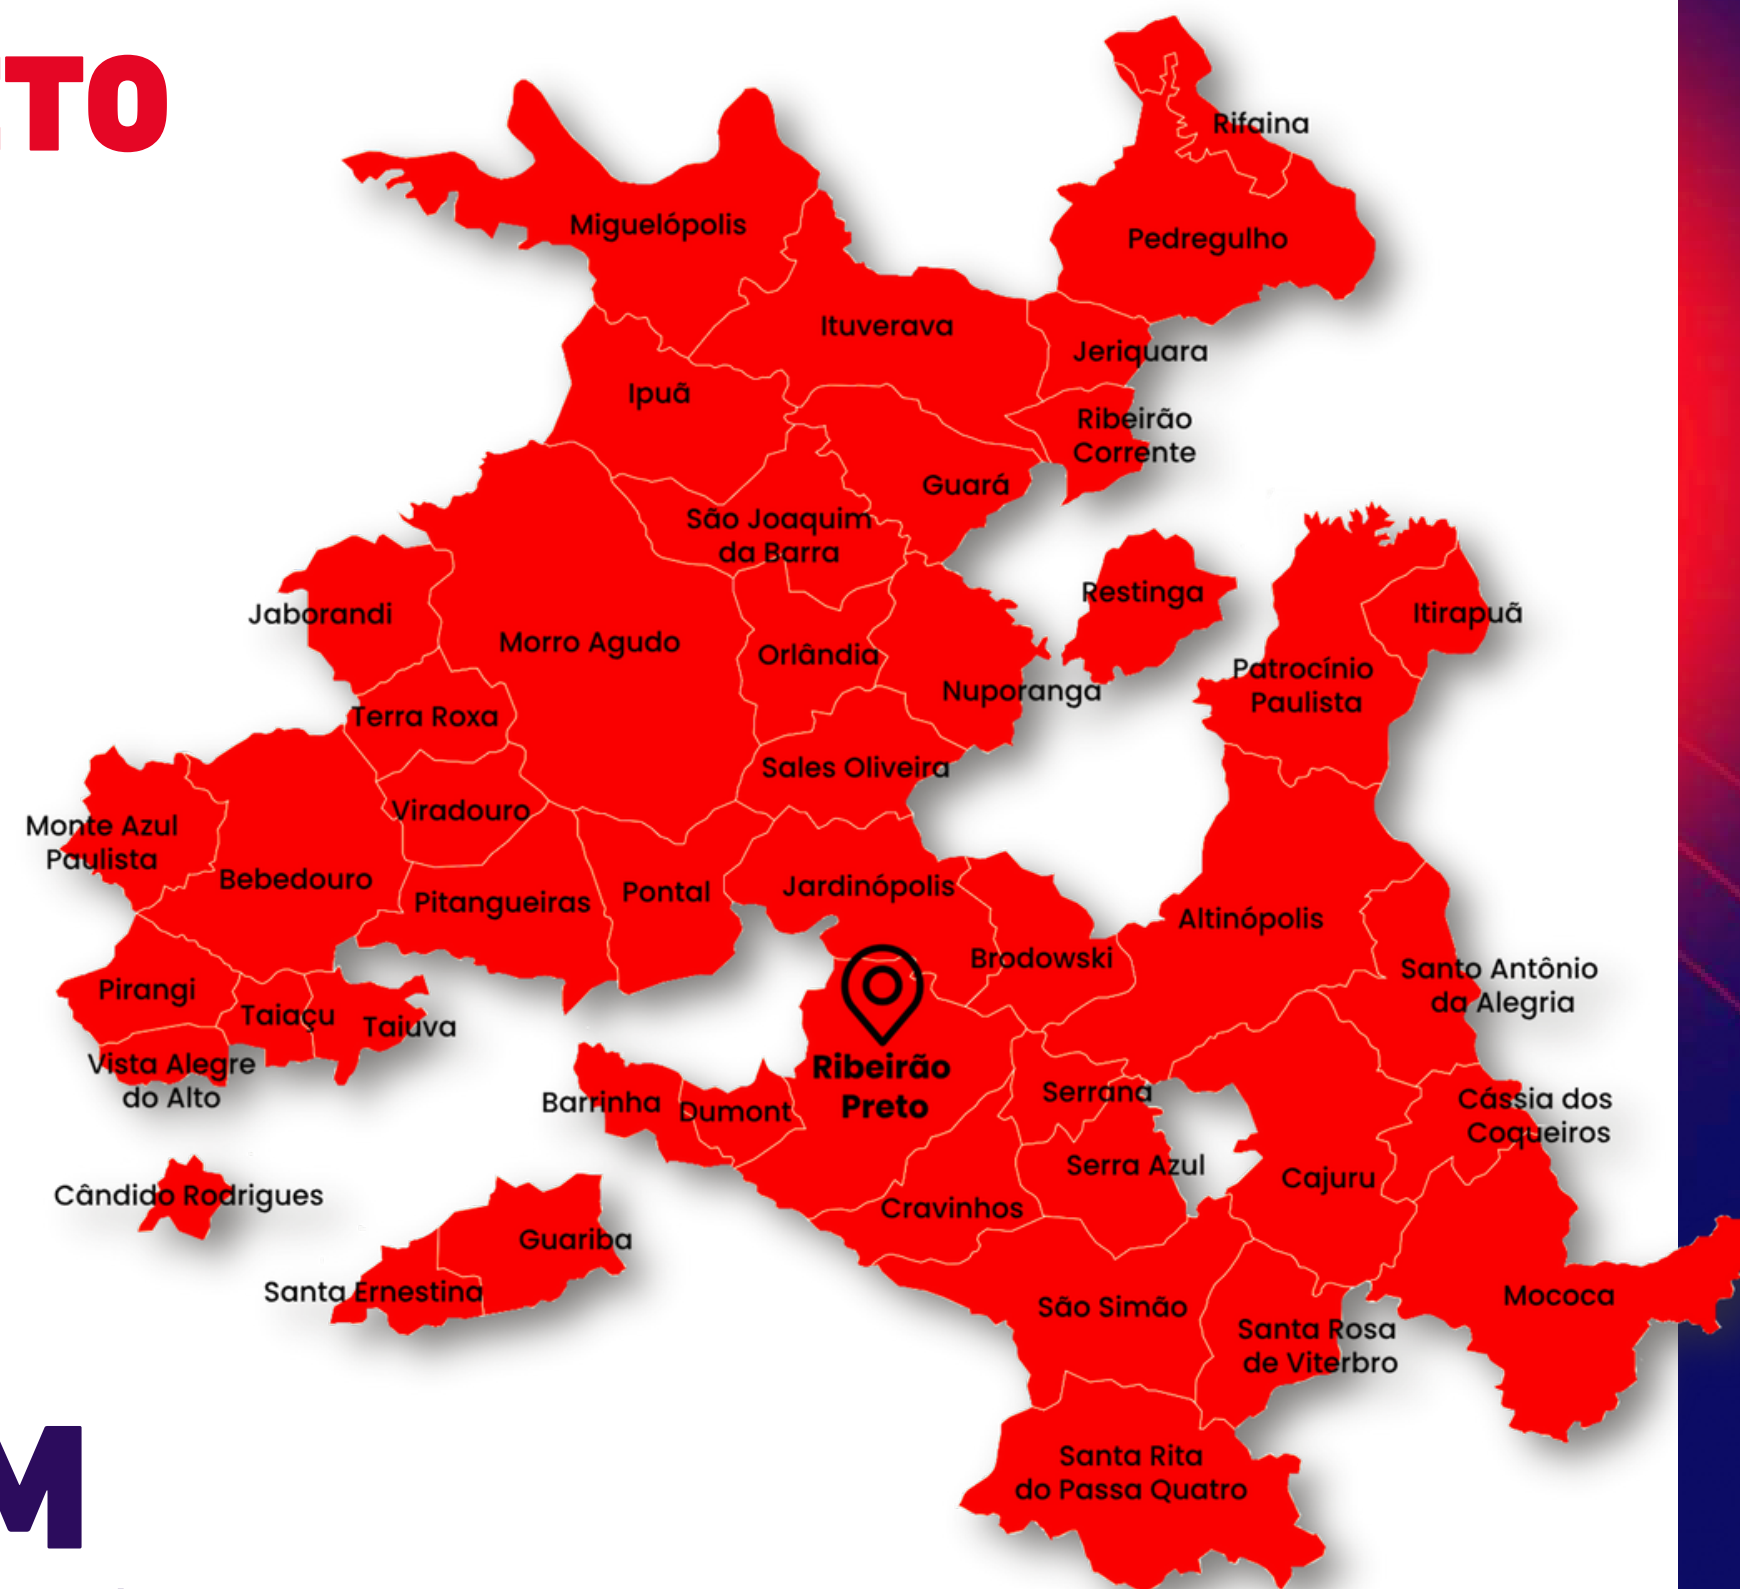 ETO
Rifaina
Miguelópolis
Pedregulho
Ituverava
Jeriquara
Ipuã
Ribeirão
Corrente
Guará
São Joaquim
da Barra
Restinga
Jaborandi
Itirapuã
Morro Agudo
Orlândia
Patrocínio
Paulista
Nuporanga
Terra Roxa
Sales Oliveira
Viradouro
Monte Azul
Paulista
Bebedouro
Pitangueiras
Pontal
Jardinópolis
Altinópolis
Brodowski
Santo Antônio
da Alegria
Pirangi
Taiaçu
Taiuva
Vista Alegre
do Alto
Ribeirão
Preto
Barrinha
Dumont
Serrana
Cássia dos
Coqueiros
Serra Azul
Cajuru
Cândido Rodrigues
Cravinhos
Guariba
Santa Ernestina
São Simão
Mococa
Santa Rosa
de Viterbro
Santa Rita
do Passa Quatro
M